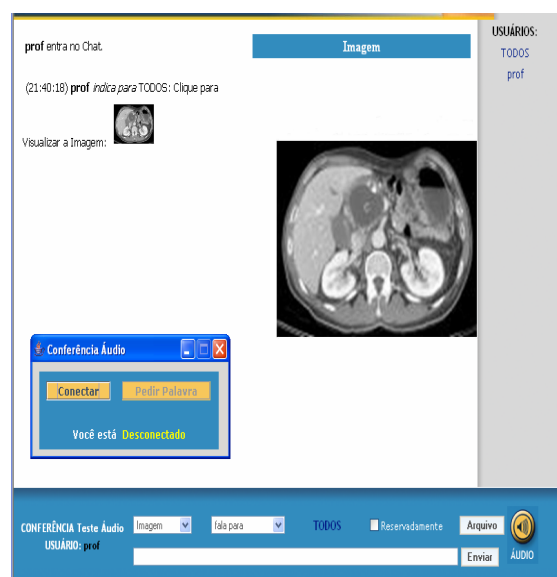 prof entra no Chat.
(21:40:18) prof indica para TODOS: Clique para
Visualizar a Imagem:
Imagem
USUÁRIOS:
TODOS
prof
Conferência Áudio
Conectar
Pedir Palavra
Você está Desconectado
CONFERÊNCIA Teste Áudio
USUÁRIO: prof
Imagem
fala para
TODOS
Reservadamente
Arquivo
Enviar
ÁUDIO